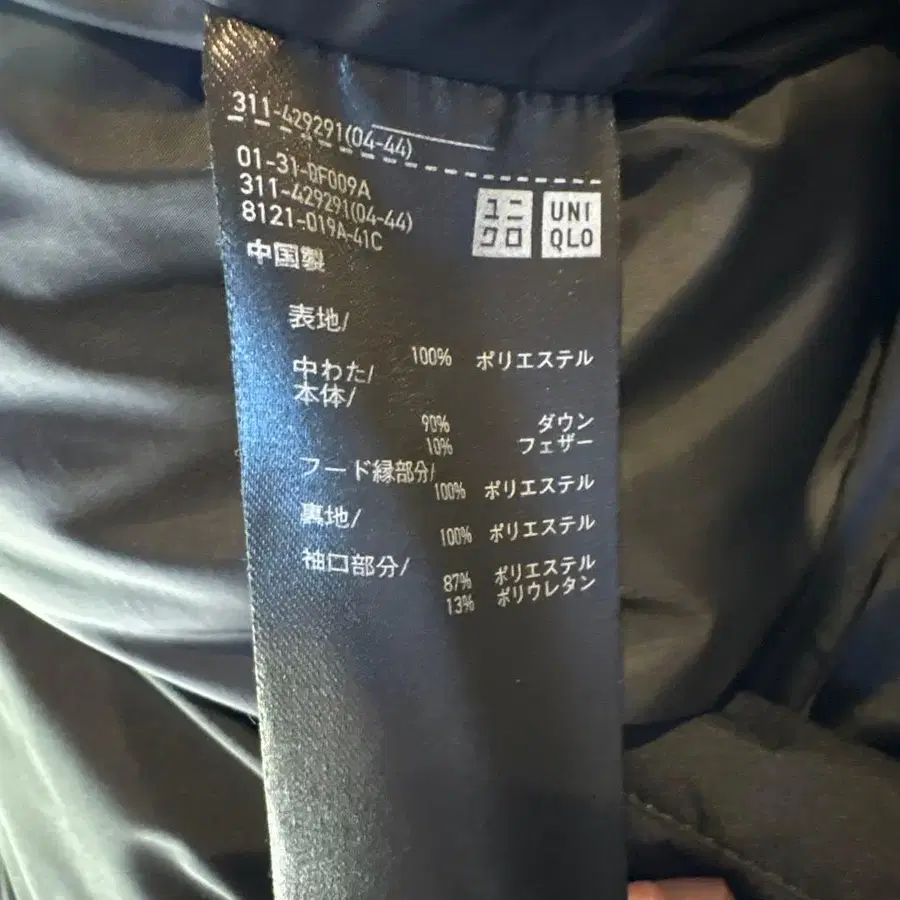 311-429291(04-44)
01-31-DF009A
311-429291(04-44)
8121-019A-41C
中国製
ユニ
クロ
UNI
QLO
表地/
100% ポリエステル
中わた/
本体/
90% ダウン
10% フェザー
フード縁部分/
100% ポリエステル
裏地/
100% ポリエステル
袖口部分/
87% ポリエステル
13% ポリウレタン